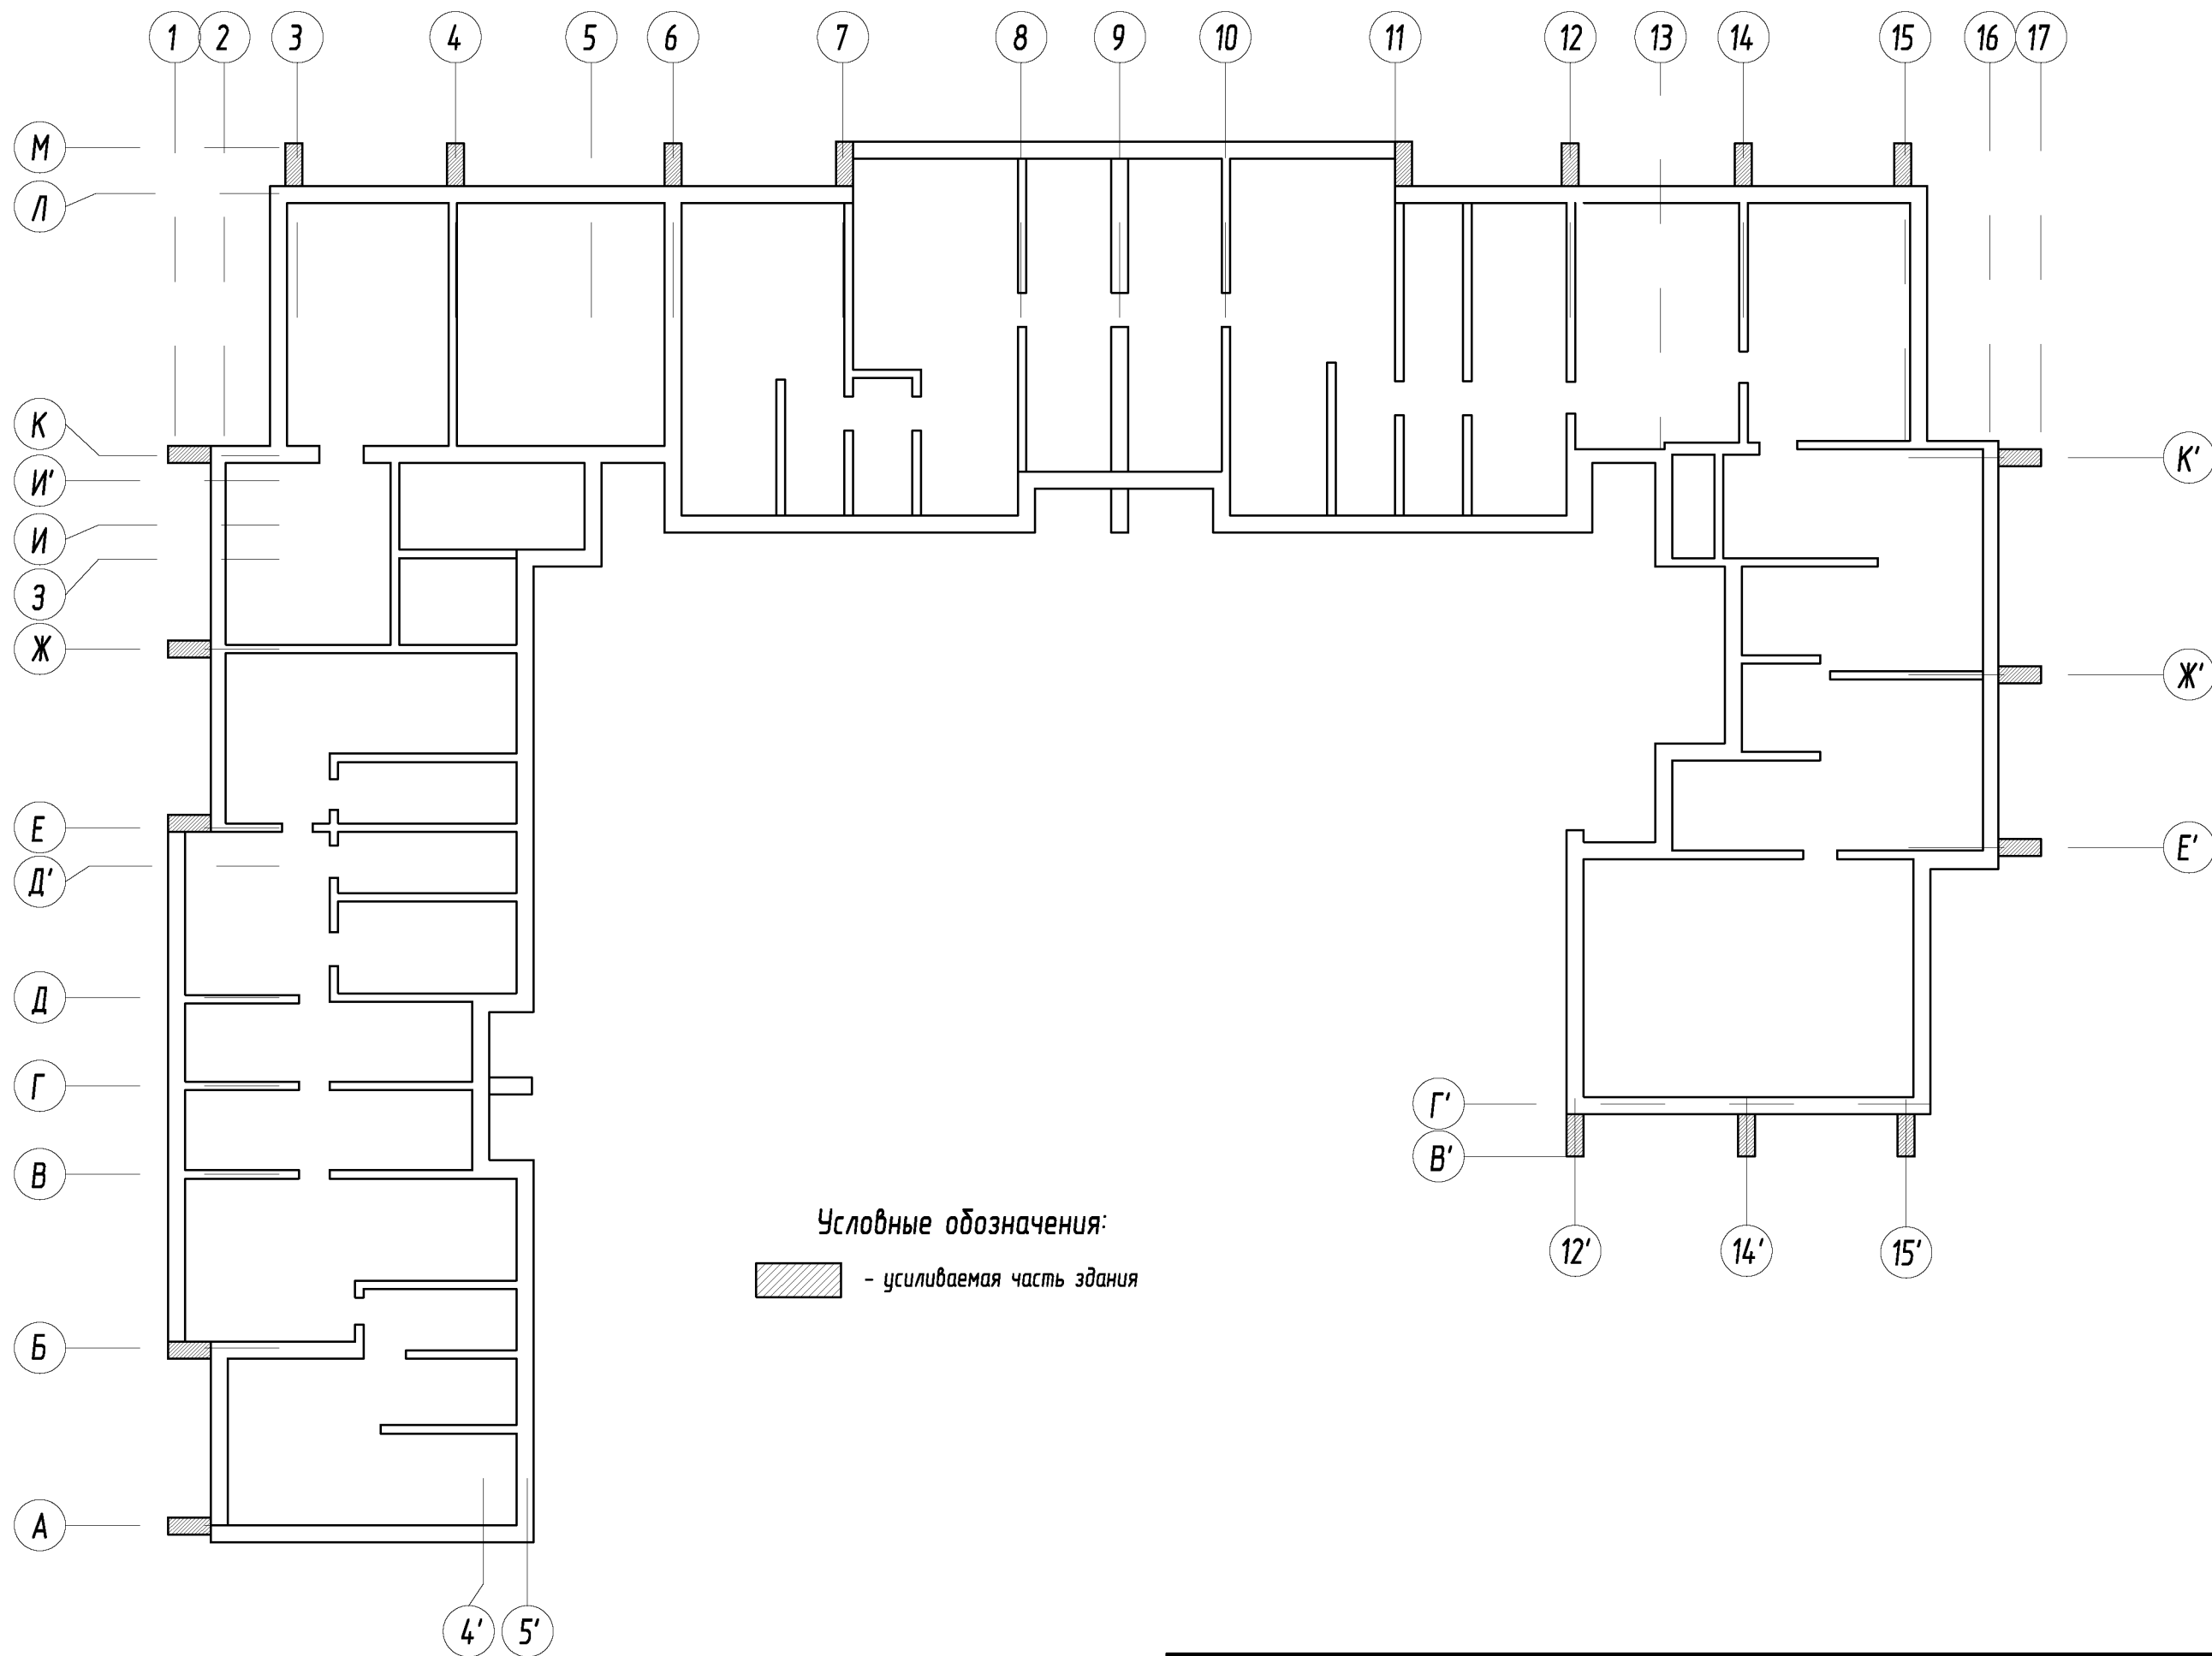 1 2 3 4 5 6 7 8 9 10 11 12 13 14 15 16 17
М
Л
К
К'
И'
И
З
Ж
Ж'
Е
Е'
Д'
Д
Г
Г'
В'
В
12' 14' 15'
Условные обозначения:
- усиливаемая часть здания
Б
А
4' 5'